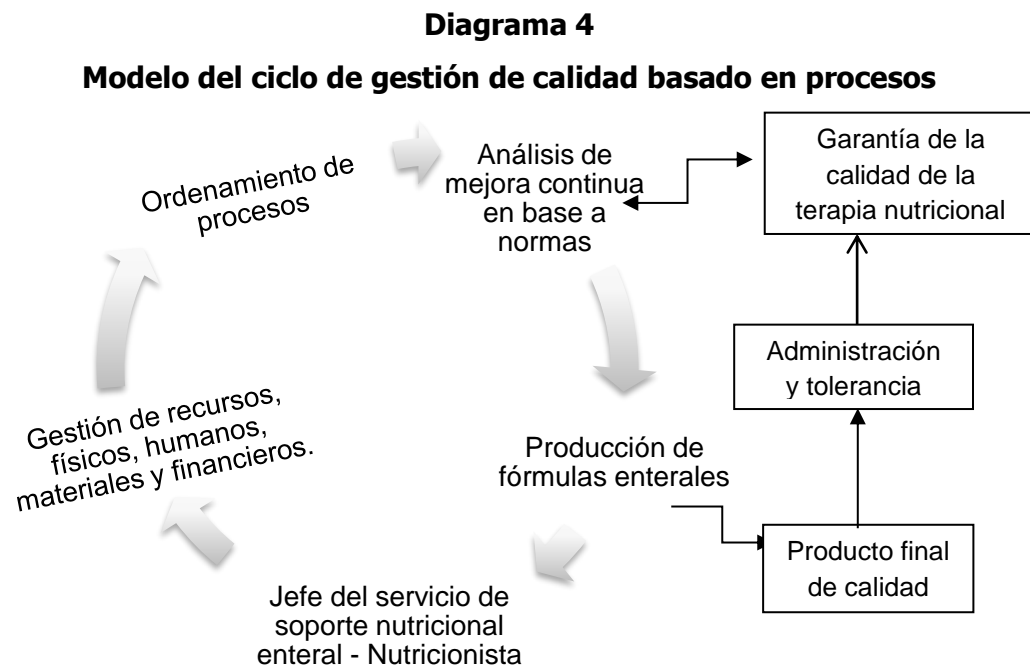 Diagrama 4
Modelo del ciclo de gestión de calidad basado en procesos
Ordenamiento de
procesos
Análisis de
mejora continua
en base a
normas
Garantía de la
calidad de la
terapia nutricional
Administración
y tolerancia
Gestión de recursos,
físicos, humanos,
materiales y financieros.
Producción de
fórmulas enterales
Producto final
de calidad
Jefe del servicio de
soporte nutricional
enteral - Nutricionista